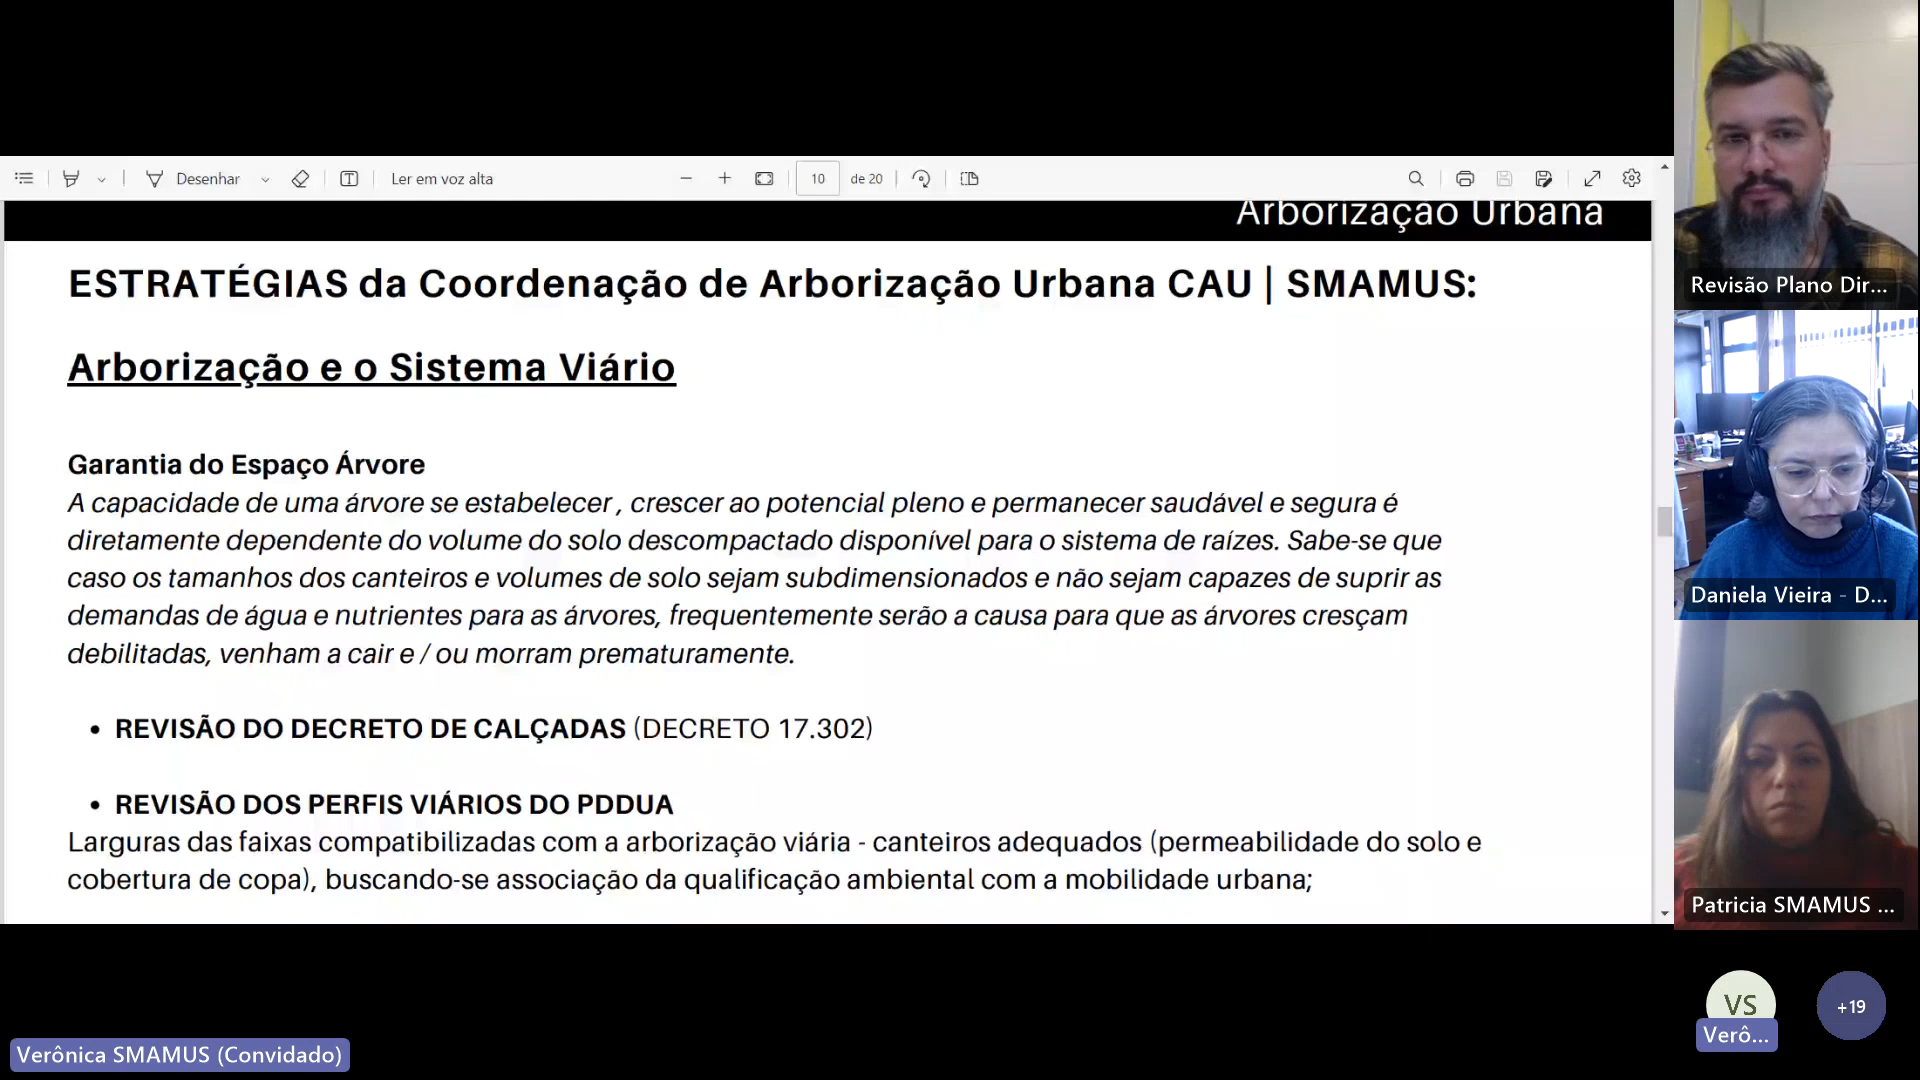 Desenhar
Ler em voz alta
10 de 20
Arborização Urbana
ESTRATÉGIAS da Coordenação de Arborização Urbana CAU | SMAMUS:
Arborização e o Sistema Viário
Garantia do Espaço Árvore
A capacidade de uma árvore se estabelecer , crescer ao potencial pleno e permanecer saudável e segura é
diretamente dependente do volume do solo descompactado disponível para o sistema de raízes. Sabe-se que
caso os tamanhos dos canteiros e volumes de solo sejam subdimensionados e não sejam capazes de suprir as
demandas de água e nutrientes para as árvores, frequentemente serão a causa para que as árvores cresçam
debilitadas, venham a cair e / ou morram prematuramente.
• REVISÃO DO DECRETO DE CALÇADAS (DECRETO 17.302)
• REVISÃO DOS PERFIS VIÁRIOS DO PDDUA
Larguras das faixas compatibilizadas com a arborização viária - canteiros adequados (permeabilidade do solo e
cobertura de copa), buscando-se associação da qualificação ambiental com a mobilidade urbana;
Revisão Plano Dir...
Daniela Vieira - D...
Patricia SMAMUS ...
VS
+19
Verô...
Verônica SMAMUS (Convidado)